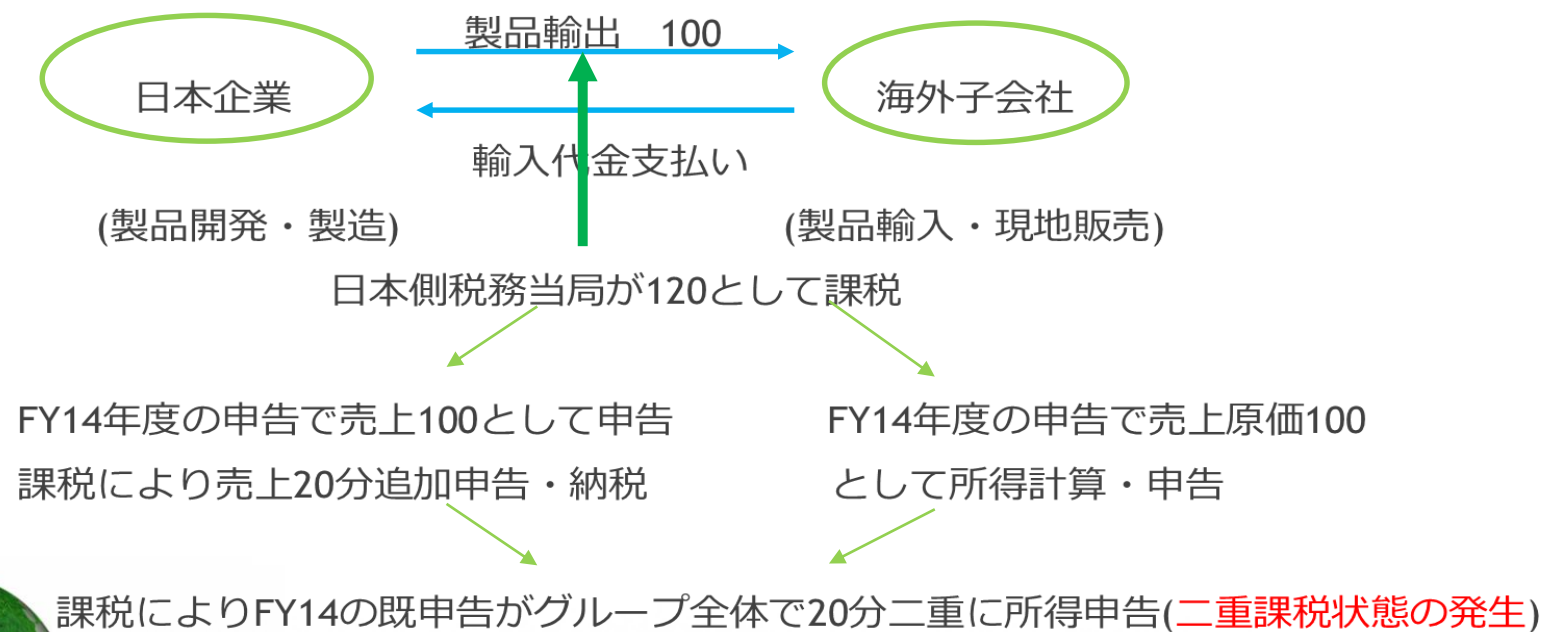 製品輸出　100
日本企業
海外子会社
輸入代金支払い
(製品開発・製造)
(製品輸入・現地販売)
日本側税務当局が120として課税
FY14年度の申告で売上100として申告
課税により売上20分追加申告・納税
FY14年度の申告で売上原価100
として所得計算・申告
課税によりFY14の既申告がグループ全体で20分二重に所得申告(二重課税状態の発生)